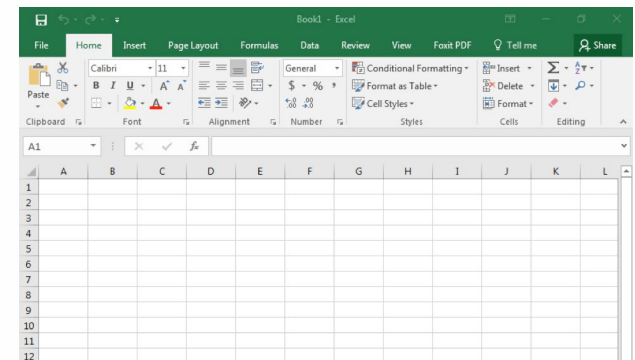 Book1 - Excel
File Home Insert Page Layout Formulas Data Review View Foxit PDF Tell me Share
Calibri 11 General Conditional Formatting Insert
Paste B I U A A $ % , Format as Table Delete
A Cell Styles Format
Clipboard Font Alignment Number Styles Cells Editing
A1 fx
A B C D E F G H I J K L
1
2
3
4
5
6
7
8
9
10
11
12